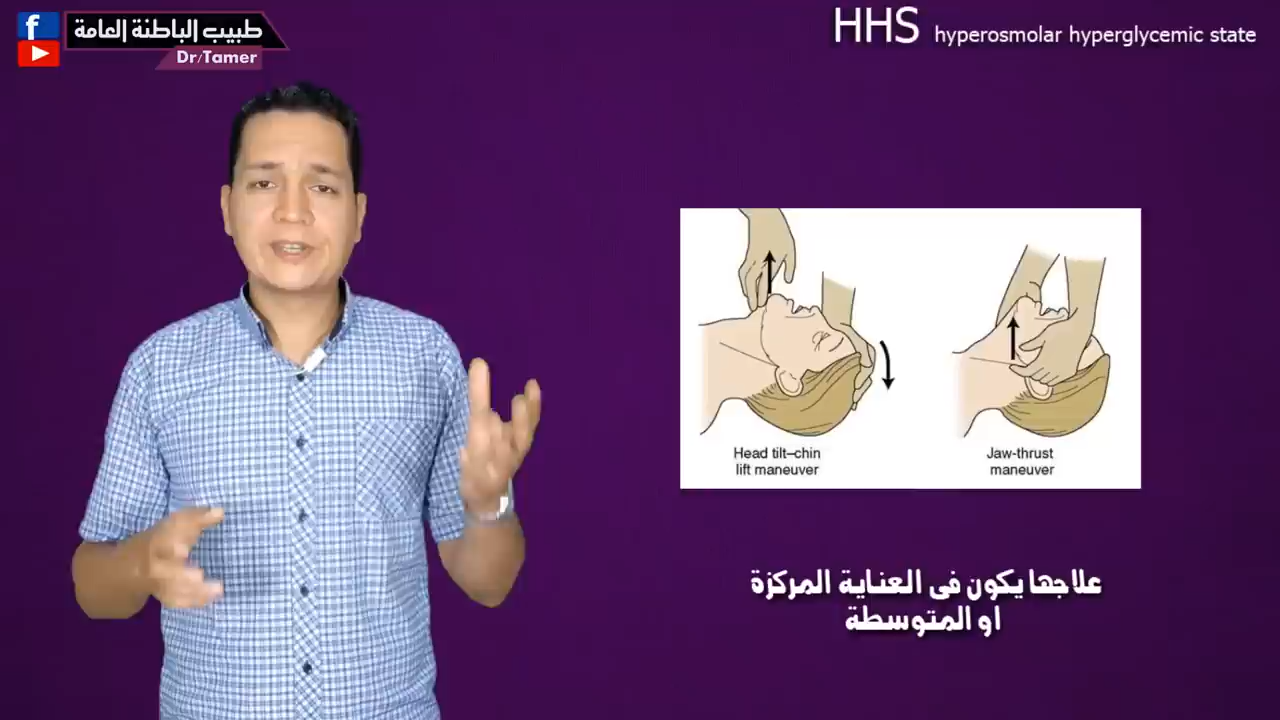 طبيب الباطنة العامة
Dr/Tamer
HHS hyperosmolar hyperglycemic state
Head tilt–chin
lift maneuver
Jaw-thrust
maneuver
علاجها يكون فى العناية المركزة
او المتوسطة